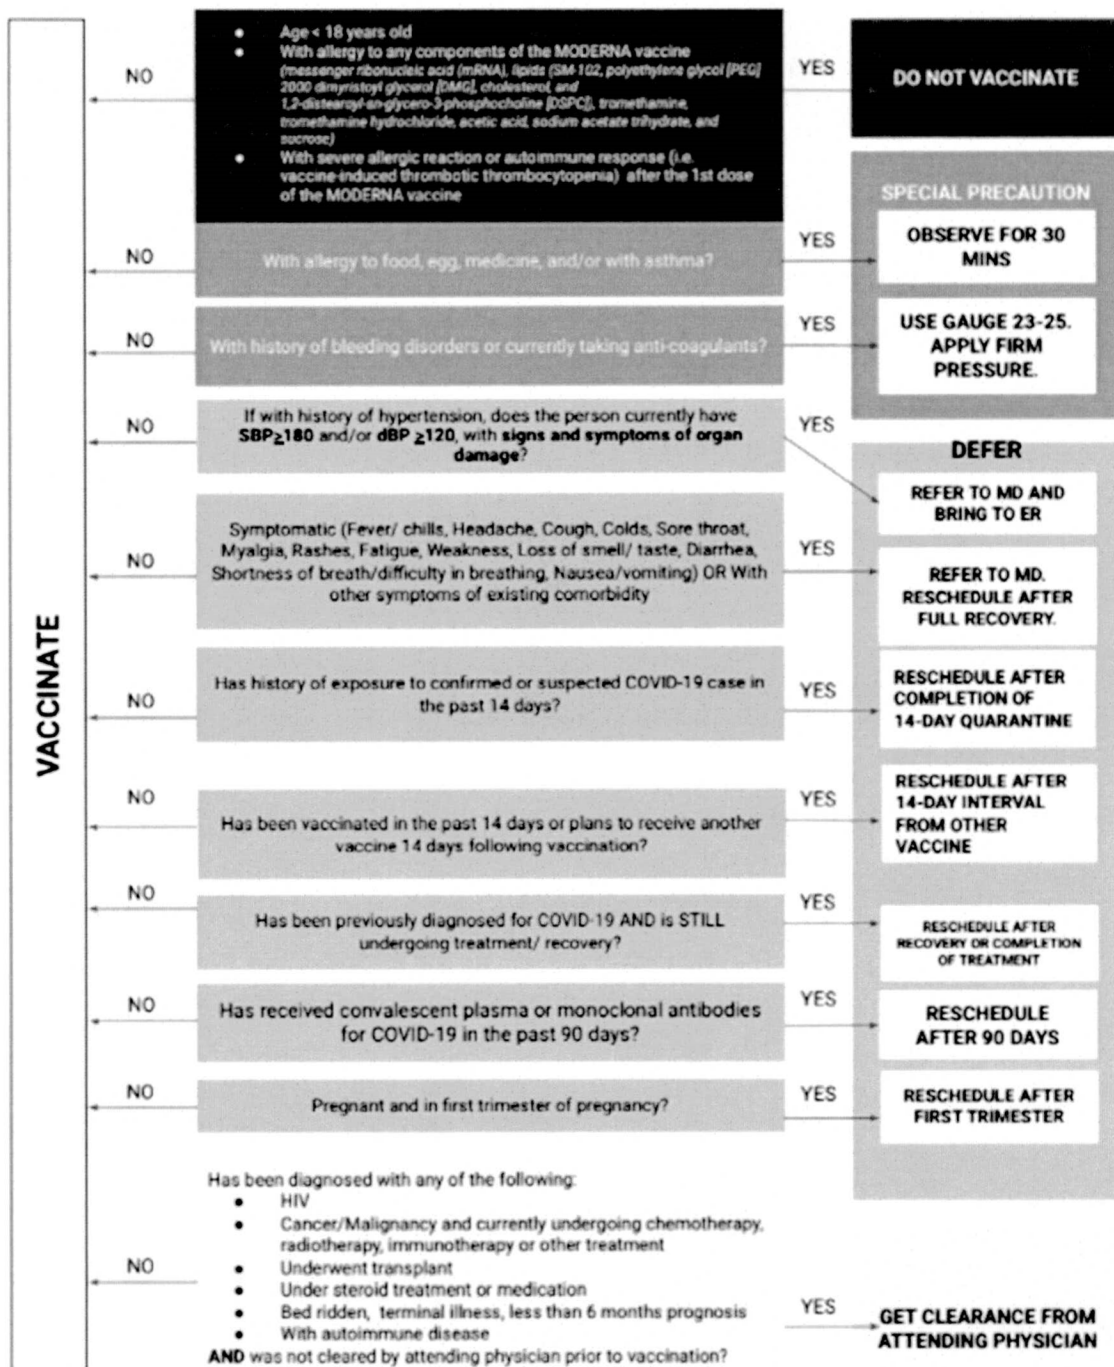 VACCINATE
NO
● Age < 18 years old
● With allergy to any components of the MODERNA vaccine
(messenger ribonucleic acid (mRNA), lipids (SM-102, polyethylene glycol [PEG]
2000 dimyristoyl glycerol [DMG], cholesterol, and
1,2-distearoyl-sn-glycero-3-phosphocholine [DSPC]), tromethamine,
tromethamine hydrochloride, acetic acid, sodium acetate trihydrate, and
sucrose)
● With severe allergic reaction or autoimmune response (i.e.
vaccine-induced thrombotic thrombocytopenia) after the 1st dose
of the MODERNA vaccine
YES
DO NOT VACCINATE
SPECIAL PRECAUTION
NO
With allergy to food, egg, medicine, and/or with asthma?
YES
OBSERVE FOR 30
MINS
NO
With history of bleeding disorders or currently taking anti-coagulants?
YES
USE GAUGE 23-25.
APPLY FIRM
PRESSURE.
NO
If with history of hypertension, does the person currently have
SBP≥180 and/or dBP ≥120, with signs and symptoms of organ
damage?
YES
DEFER
REFER TO MD AND
BRING TO ER
NO
Symptomatic (Fever/ chills, Headache, Cough, Colds, Sore throat,
Myalgia, Rashes, Fatigue, Weakness, Loss of smell/ taste, Diarrhea,
Shortness of breath/difficulty in breathing, Nausea/vomiting) OR With
other symptoms of existing comorbidity
YES
REFER TO MD.
RESCHEDULE AFTER
FULL RECOVERY.
NO
Has history of exposure to confirmed or suspected COVID-19 case in
the past 14 days?
YES
RESCHEDULE AFTER
COMPLETION OF
14-DAY QUARANTINE
NO
Has been vaccinated in the past 14 days or plans to receive another
vaccine 14 days following vaccination?
YES
RESCHEDULE AFTER
14-DAY INTERVAL
FROM OTHER
VACCINE
NO
Has been previously diagnosed for COVID-19 AND is STILL
undergoing treatment/ recovery?
YES
RESCHEDULE AFTER
RECOVERY OR COMPLETION
OF TREATMENT
NO
Has received convalescent plasma or monoclonal antibodies
for COVID-19 in the past 90 days?
YES
RESCHEDULE
AFTER 90 DAYS
NO
Pregnant and in first trimester of pregnancy?
YES
RESCHEDULE AFTER
FIRST TRIMESTER
NO
Has been diagnosed with any of the following:
● HIV
● Cancer/Malignancy and currently undergoing chemotherapy,
radiotherapy, immunotherapy or other treatment
● Underwent transplant
● Under steroid treatment or medication
● Bed ridden, terminal illness, less than 6 months prognosis
● With autoimmune disease
AND was not cleared by attending physician prior to vaccination?
YES
GET CLEARANCE FROM
ATTENDING PHYSICIAN